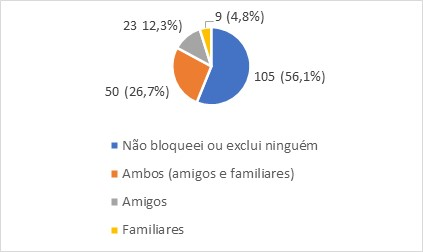 23 12,3%)
9 (4,8%)
50 (26,7%)
105 (56,1%)
Não bloqueei ou exclui ninguém
Ambos (amigos e familiares)
Amigos
Familiares